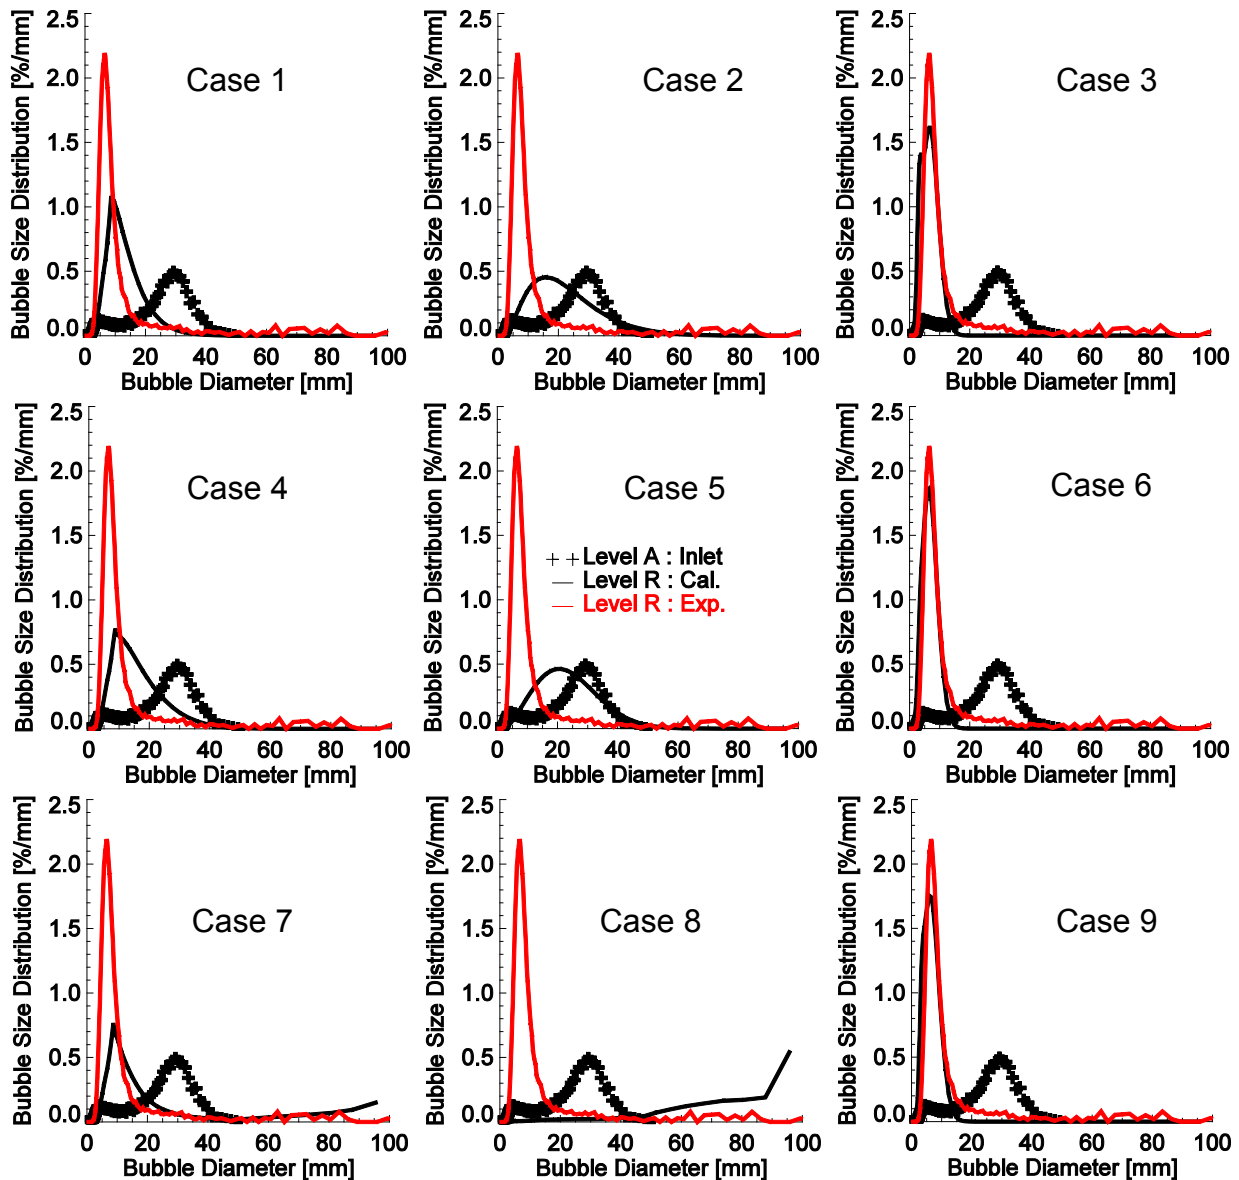 Case 1
Bubble Size Distribution [%/mm]
2.5
2.0
1.5
1.0
0.5
0.0
0 20 40 60 80 100
Bubble Diameter [mm]
Case 2
Bubble Size Distribution [%/mm]
2.5
2.0
1.5
1.0
0.5
0.0
0 20 40 60 80 100
Bubble Diameter [mm]
Case 3
Bubble Size Distribution [%/mm]
2.5
2.0
1.5
1.0
0.5
0.0
0 20 40 60 80 100
Bubble Diameter [mm]
Case 4
Bubble Size Distribution [%/mm]
2.5
2.0
1.5
1.0
0.5
0.0
0 20 40 60 80 100
Bubble Diameter [mm]
Case 5
++ Level A : Inlet
— Level R : Cal.
— Level R : Exp.
Bubble Size Distribution [%/mm]
2.5
2.0
1.5
1.0
0.5
0.0
0 20 40 60 80 100
Bubble Diameter [mm]
Case 6
Bubble Size Distribution [%/mm]
2.5
2.0
1.5
1.0
0.5
0.0
0 20 40 60 80 100
Bubble Diameter [mm]
Case 7
Bubble Size Distribution [%/mm]
2.5
2.0
1.5
1.0
0.5
0.0
0 20 40 60 80 100
Bubble Diameter [mm]
Case 8
Bubble Size Distribution [%/mm]
2.5
2.0
1.5
1.0
0.5
0.0
0 20 40 60 80 100
Bubble Diameter [mm]
Case 9
Bubble Size Distribution [%/mm]
2.5
2.0
1.5
1.0
0.5
0.0
0 20 40 60 80 100
Bubble Diameter [mm]